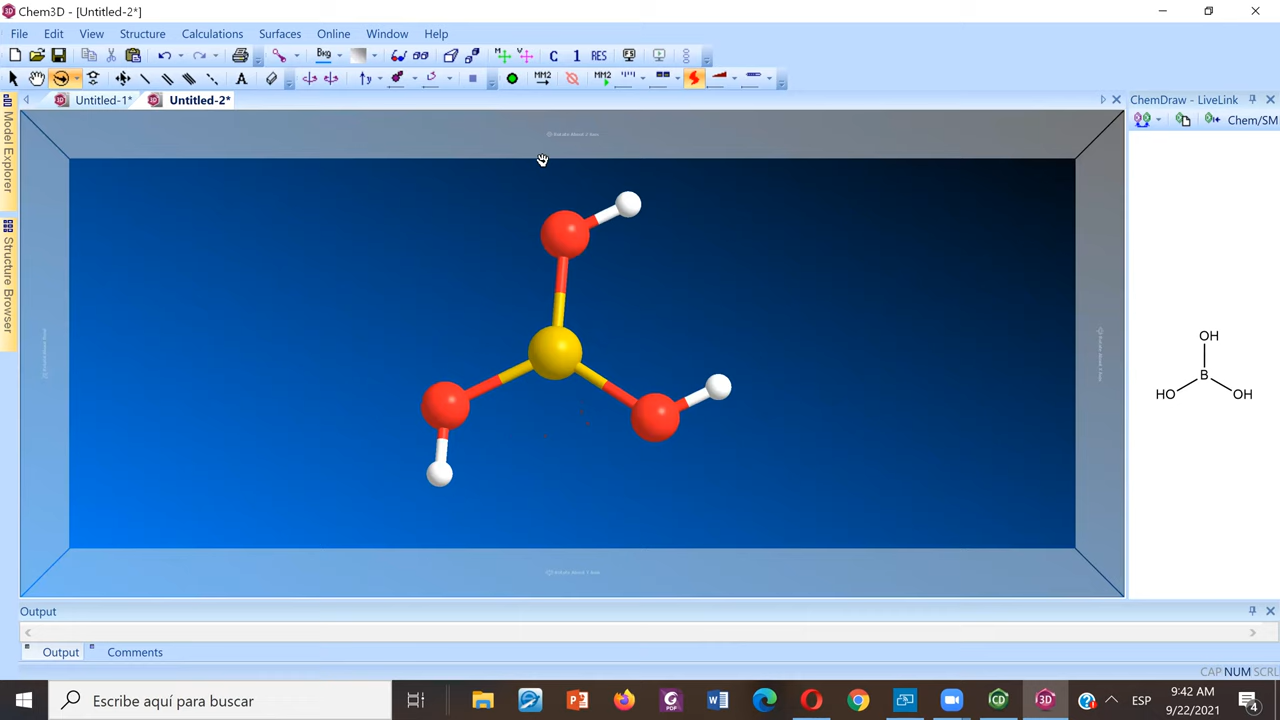 Chem3D - [Untitled-2*]
File Edit View Structure Calculations Surfaces Online Window Help
Bkg C 1 RES
A y MM2 MM2
Untitled-1* Untitled-2*
ChemDraw - LiveLink
Chem/SM
Model Explorer
Structure Browser
OH
B
HO OH
Output
Output Comments
CAP NUM SCRL
Escribe aquí para buscar
PDF
ESP
9:42 AM
9/22/2021
4